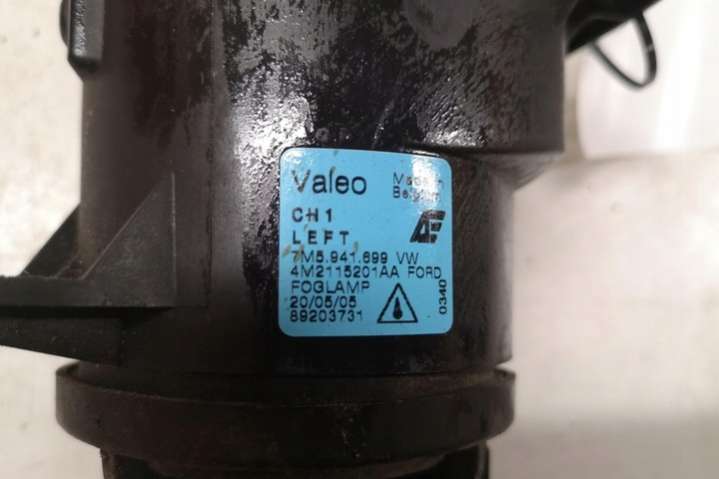 Valeo
Made in
Belgium
CH1
LEFT
7M5.941.699 VW
4M2115201AA FORD
FOGLAMP
20/05/05
89203731
0340